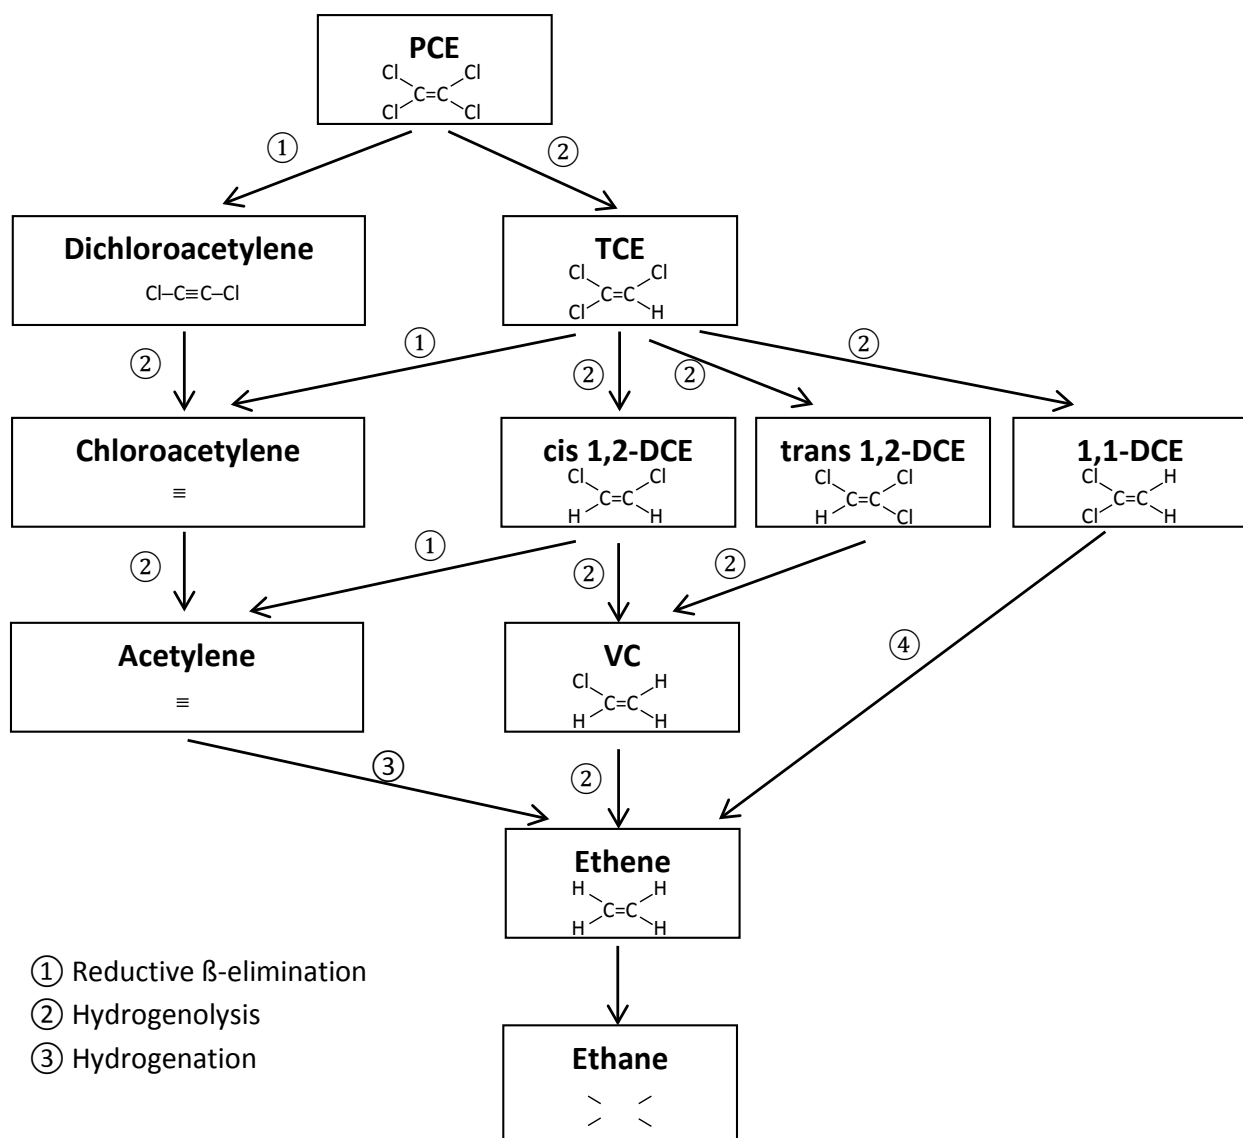 PCE
Cl Cl
C=C
Cl Cl
① ②
Dichloroacetylene
Cl–C≡C–Cl
TCE
Cl Cl
C=C
Cl H
② ① ② ② ②
Chloroacetylene
≡
cis 1,2-DCE
Cl Cl
C=C
H H
trans 1,2-DCE
Cl Cl
C=C
H Cl
1,1-DCE
Cl H
C=C
Cl H
② ① ② ②
④
Acetylene
≡
VC
Cl H
C=C
H H
③ ②
Ethene
H H
C=C
H H
① Reductive ß-elimination
② Hydrogenolysis
③ Hydrogenation
Ethane